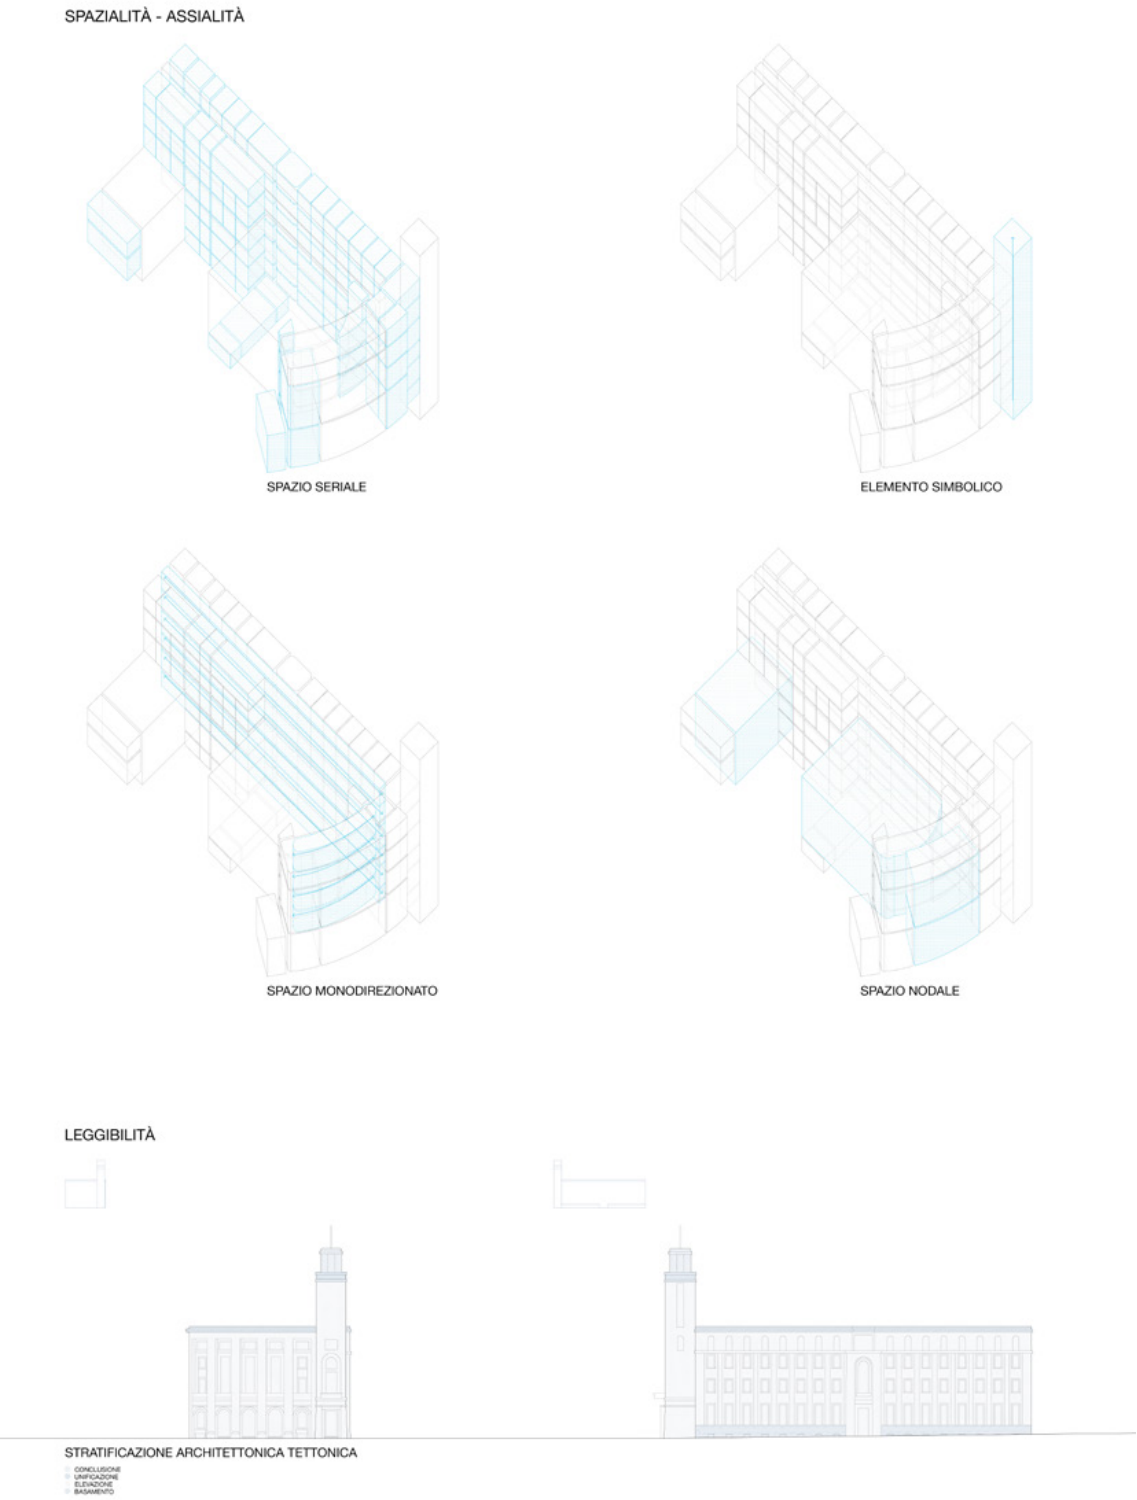 SPAZIALITÀ - ASSIALITÀ
SPAZIO SERIALE
ELEMENTO SIMBOLICO
SPAZIO MONODIREZIONATO
SPAZIO NODALE
LEGGIBILITÀ
STRATIFICAZIONE ARCHITETTONICA TETTONICA
CONCLUSIONE
UNIFICAZIONE
ELEVAZIONE
BASAMENTO